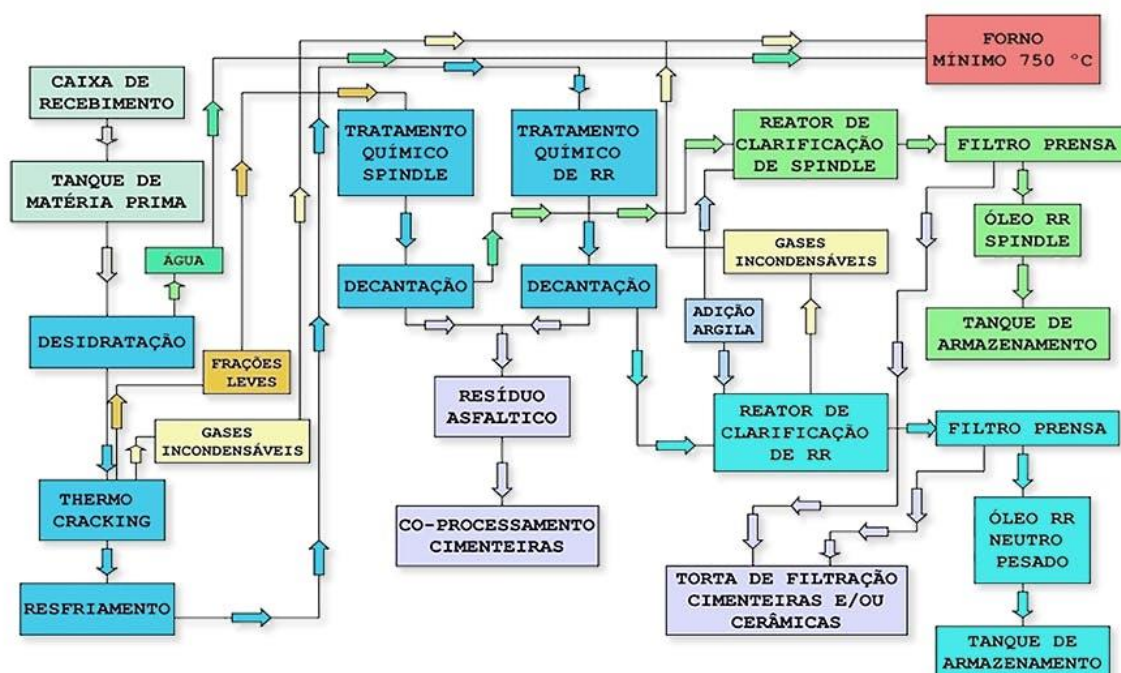 FORNO
MÍNIMO 750 °C
CAIXA DE
RECEBIMENTO
TANQUE DE
MATÉRIA PRIMA
ÁGUA
DESIDRATAÇÃO
FRAÇÕES
LEVES
GASES
INCONDENSÁVEIS
THERMO
CRACKING
RESFRIAMENTO
TRATAMENTO
QUÍMICO
SPINDLE
TRATAMENTO
QUÍMICO
DE RR
DECANTAÇÃO
DECANTAÇÃO
RESÍDUO
ASFALTICO
CO-PROCESSAMENTO
CIMENTEIRAS
REATOR DE
CLARIFICAÇÃO
DE SPINDLE
FILTRO PRENSA
ÓLEO RR
SPINDLE
TANQUE DE
ARMAZENAMENTO
GASES
INCONDENSÁVEIS
ADIÇÃO
ARGILA
REATOR DE
CLARIFICAÇÃO
DE RR
FILTRO PRENSA
ÓLEO RR
NEUTRO
PESADO
TANQUE DE
ARMAZENAMENTO
TORTA DE FILTRAÇÃO
CIMENTEIRAS E/OU
CERÂMICAS